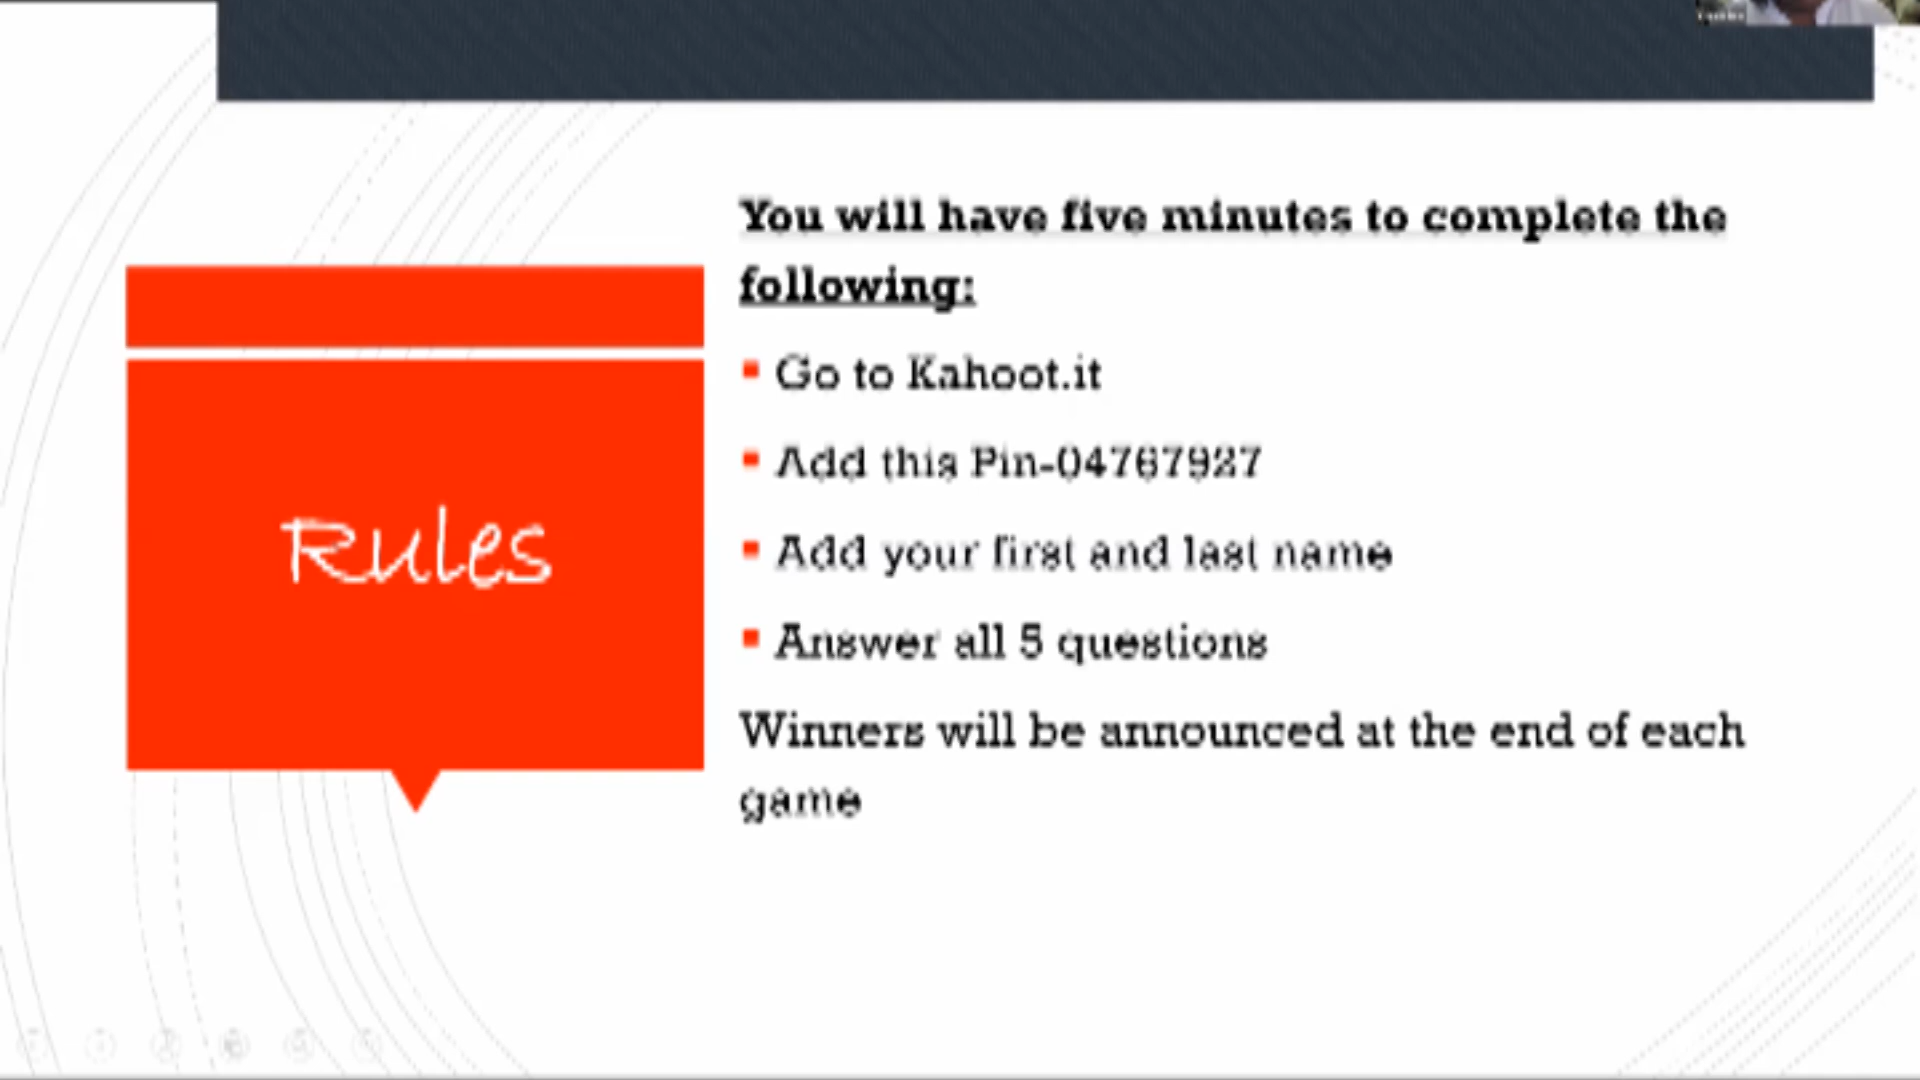 Rules
You will have five minutes to complete the
following:
Go to Kahoot.it
Add this Pin-04767927
Add your first and last name
Answer all 5 questions
Winners will be announced at the end of each
game